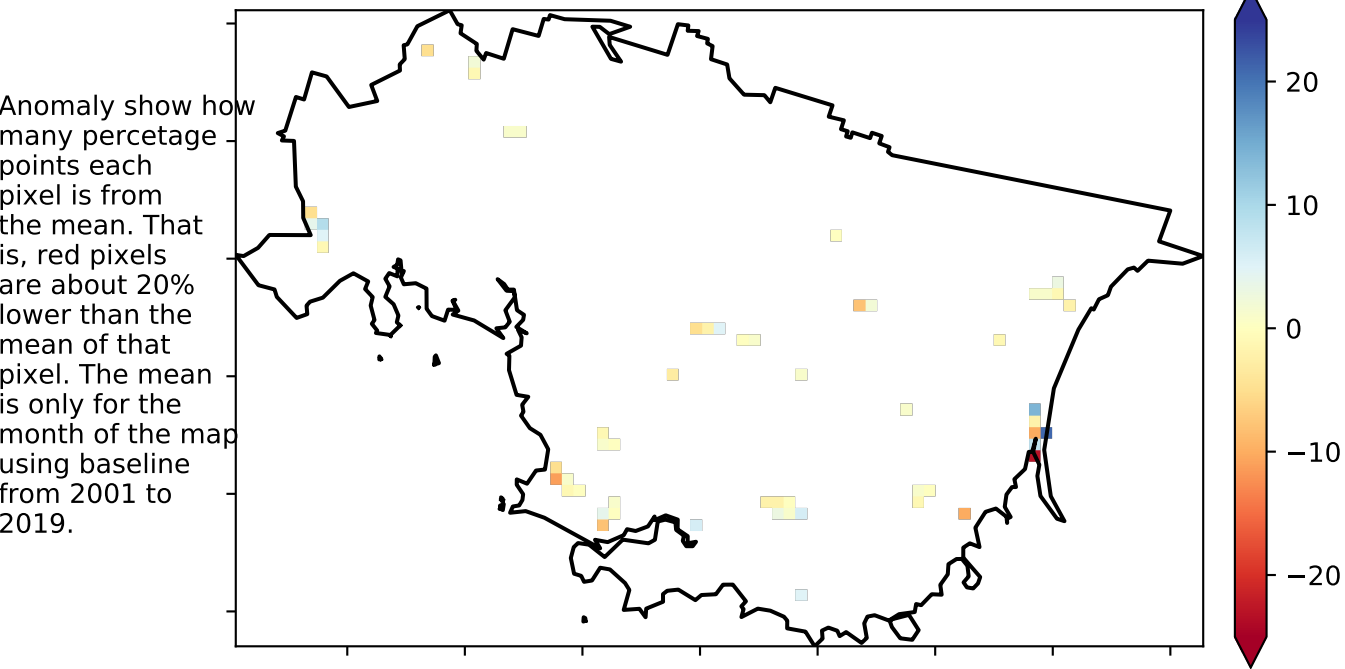 Anomaly show how
many percetage
points each
pixel is from
the mean. That
is, red pixels
are about 20%
lower than the
mean of that
pixel. The mean
is only for the
month of the map
using baseline
from 2001 to
2019.
20
10
0
−10
−20